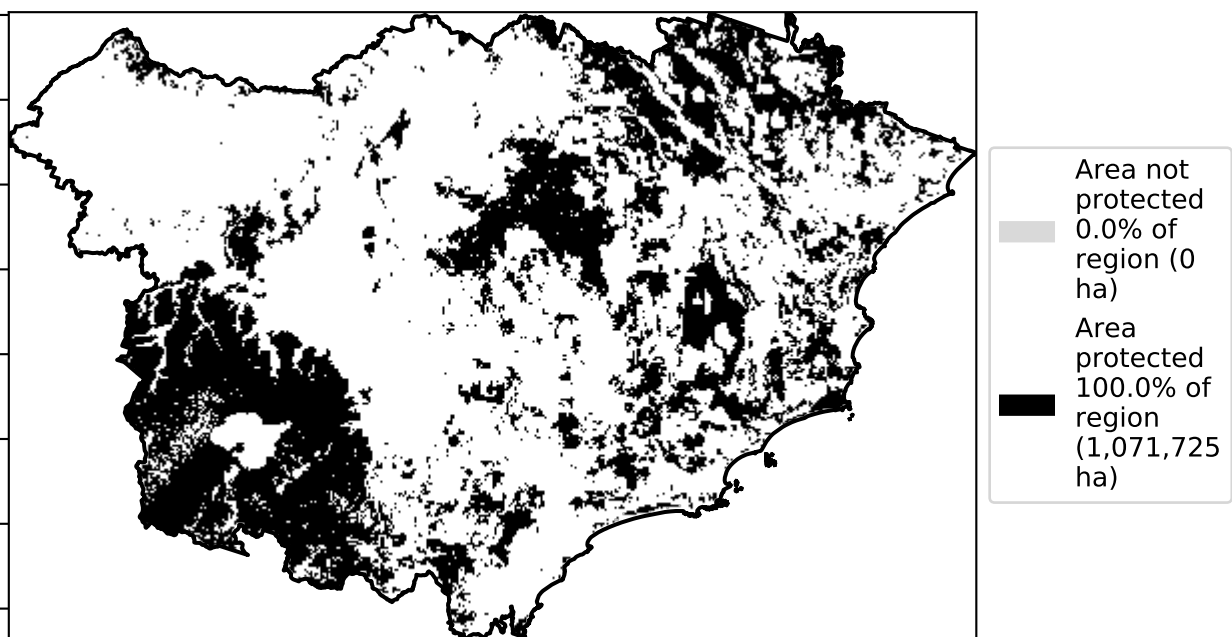 Area not
protected
0.0% of
region (0
ha)
Area
protected
100.0% of
region
(1,071,725
ha)